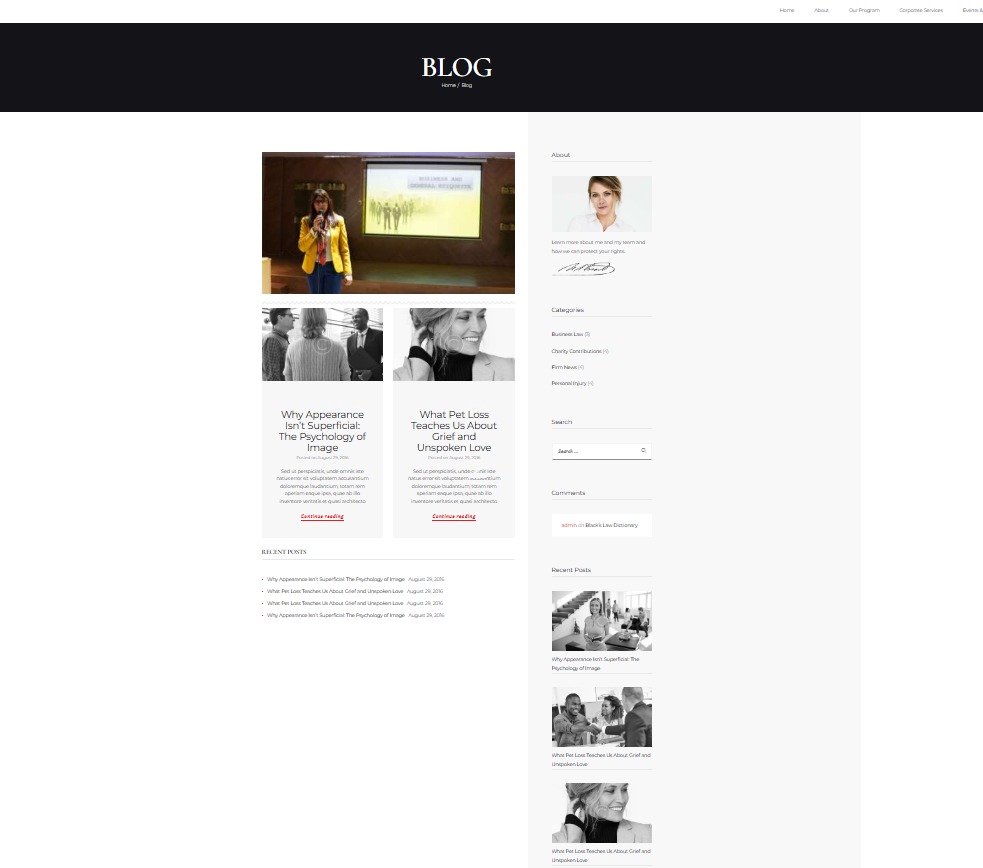 Home About Our Program Corporate Services Events &
BLOG
Home / Blog
BUSINESS AND
GENERAL ETIQUETTE
Why Appearance
Isn't Superficial:
The Psychology of
Image
Posted on August 29, 2016
Sed ut perspiciatis, unde omnis iste
natus error sit voluptatem accusantium
doloremque laudantium, totam rem
aperiam eaque ipsa, quae ab illo
inventore veritatis et quasi architecto
Continue reading
What Pet Loss
Teaches Us About
Grief and
Unspoken Love
Posted on August 29, 2016
Sed ut perspiciatis, unde iste
natus error sit voluptatem
doloremque laudantium, totam rem
aperiam eaque ipsa, quae ab illo
inventore veritatis et quasi architecto
Continue reading
RECENT POSTS
Why Appearance Isn't Superficial: The Psychology of Image August 29, 2016
What Pet Loss Teaches Us About Grief and Unspoken Love August 29, 2016
What Pet Loss Teaches Us About Grief and Unspoken Love August 29, 2016
Why Appearance Isn't Superficial: The Psychology of Image August 29, 2016
About
Learn more about me and my team and
how we can protect your rights.
Categories
Business Law (3)
Charity Contributions (4)
Firm News (4)
Personal Injury (4)
Search
Search ...
Comments
admin on Black's Law Dictionary
Recent Posts
Why Appearance Isn't Superficial: The
Psychology of Image
What Pet Loss Teaches Us About Grief and
Unspoken Love
What Pet Loss Teaches Us About Grief and
Unspoken Love